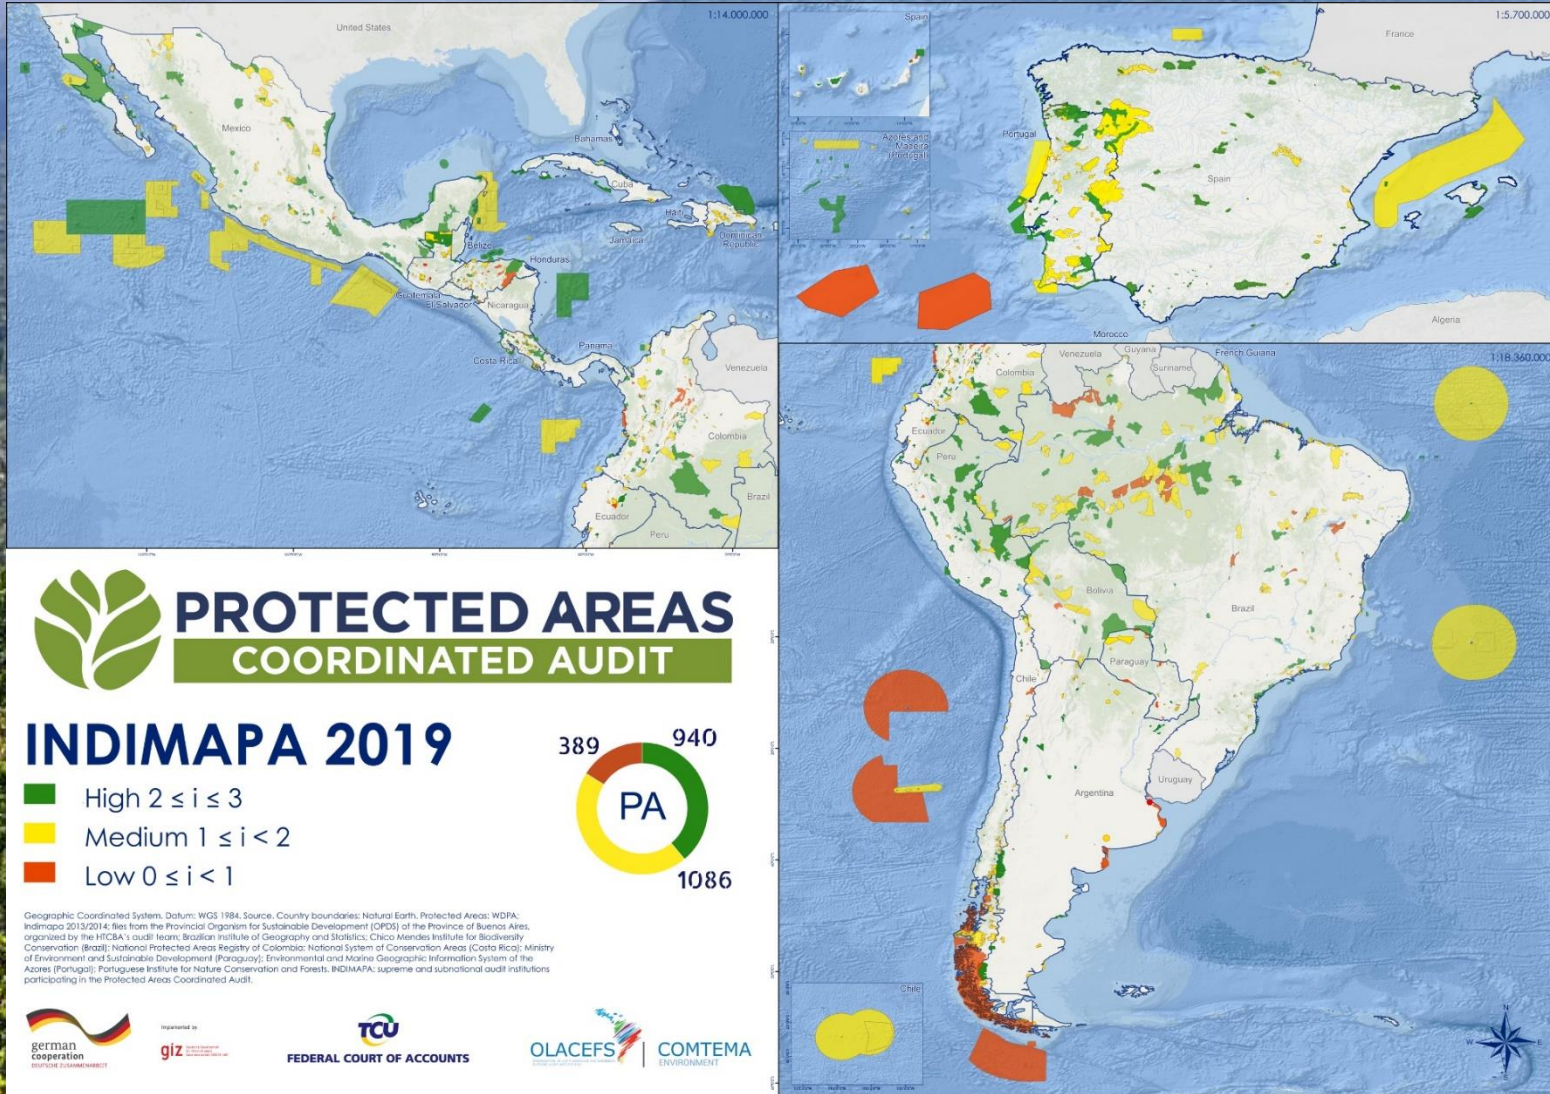 1:14.000.000
United States
Mexico
Bahamas
Cuba
Haiti
Dominican
Republic
Jamaica
Belize
Honduras
Guatemala
El Salvador
Nicaragua
Costa Rica
Panama
Venezuela
Colombia
Brazil
Ecuador
Peru
1:5.700.000
Spain
France
Azores and
Madeira
(Portugal)
Portugal
Spain
Algeria
Morocco
1:18.360.000
Venezuela
Guyana
Suriname
French Guiana
Colombia
Ecuador
Peru
Brazil
Bolivia
Paraguay
Chile
Argentina
Uruguay
Chile
N
W
E
S
PROTECTED AREAS
COORDINATED AUDIT
INDIMAPA 2019
High 2 ≤ i ≤ 3
Medium 1 ≤ i < 2
Low 0 ≤ i < 1
389
940
PA
1086
Geographic Coordinated System. Datum: WGS 1984. Source. Country boundaries: Natural Earth. Protected Areas: WDPA;
Indimapa 2013/2014; files from the Provincial Organism for Sustainable Development (OPDS) of the Province of Buenos Aires,
organized by the HTCBA's audit team; Brazilian Institute of Geography and Statistics; Chico Mendes Institute for Biodiversity
Conservation (Brazil); National Protected Areas Registry of Colombia; National System of Conservation Areas (Costa Rica); Ministry
of Environment and Sustainable Development (Paraguay); Environmental and Marine Geographic Information System of the
Azores (Portugal); Portuguese Institute for Nature Conservation and Forests. INDIMAPA: supreme and subnational audit institutions
participating in the Protected Areas Coordinated Audit.
german
cooperation
DEUTSCHE ZUSAMMENARBEIT
Implemented by
giz
TCU
FEDERAL COURT OF ACCOUNTS
OLACEFS
COMTEMA
ENVIRONMENT